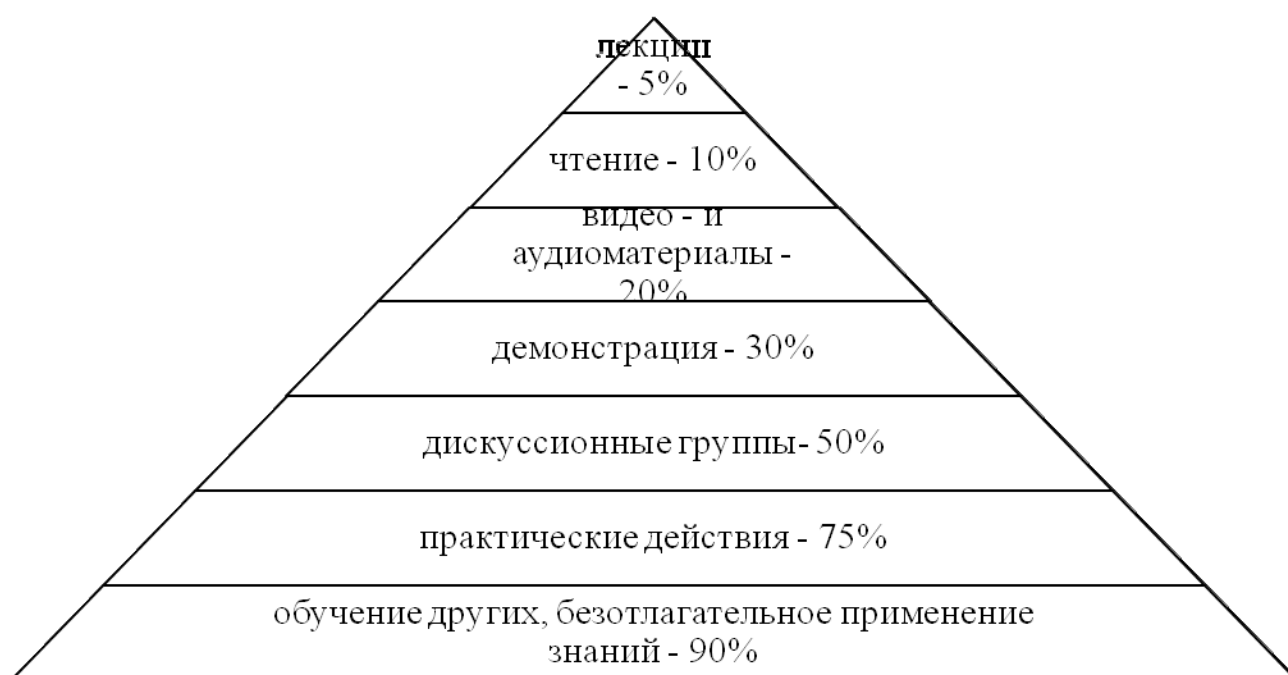 лекции
- 5%
чтение - 10%
видео - и
аудиоматериалы -
20%
демонстрация - 30%
дискуссионные группы- 50%
практические действия - 75%
обучение других, безотлагательное применение
знаний - 90%